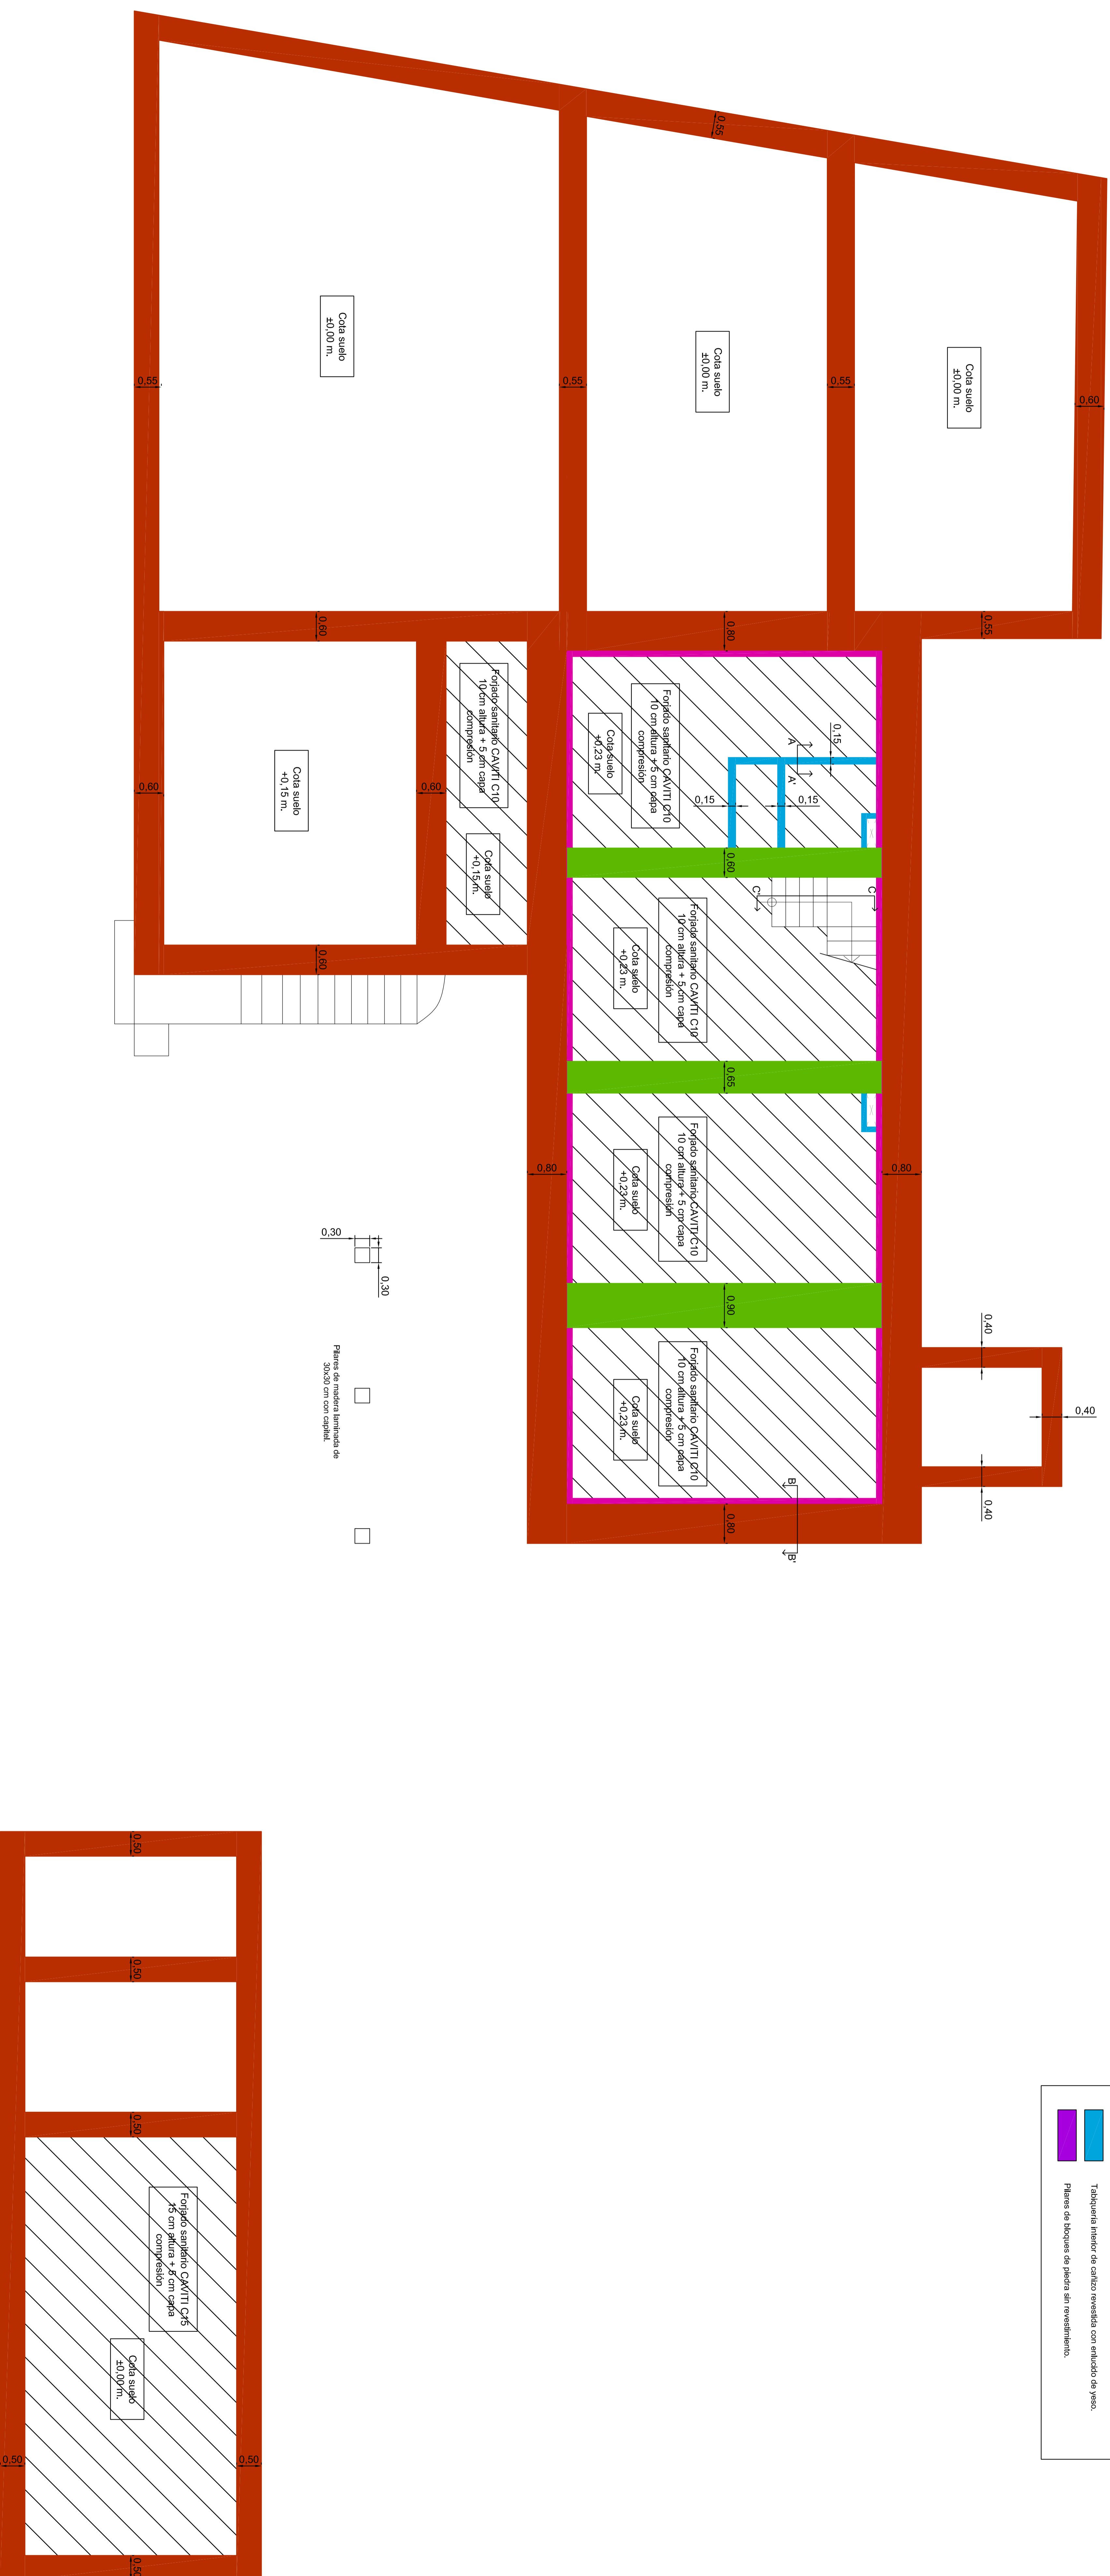 0,55
Cota suelo
±0,00 m.
Cota suelo
±0,00 m.
Cota suelo
±0,00 m.
0,55
0,55
0,55
0,60
0,60
0,80
0,55
Forjado sanitario CAVITI C10
10 cm altura + 5 cm capa
compresión
Cota suelo
+0,15 m.
Cota suelo
+0,15 m.
0,60
0,60
0,60
Forjado sanitario CAVITI C10
10 cm altura + 5 cm capa
compresión
Cota suelo
+0,23 m.
A
A'
0,15
0,15
0,15
0,60
C'
C
Forjado sanitario CAVITI C10
10 cm altura + 5 cm capa
compresión
Cota suelo
+0,23 m.
0,65
Forjado sanitario CAVITI C10
10 cm altura + 5 cm capa
compresión
Cota suelo
+0,23 m.
0,80
0,80
0,90
Forjado sanitario CAVITI C10
10 cm altura + 5 cm capa
compresión
Cota suelo
+0,23 m.
B
B'
0,80
0,40
0,40
0,40
0,30
0,30
Pilares de madera laminada de
30x30 cm con capitel.
0,50
0,50
0,50
Forjado sanitario CAVITI C15
15 cm altura + 5 cm capa
compresión
Cota suelo
±0,00 m.
0,50
0,50
0,50
Tabiquería interior de cañizo revestida con enlucido de yeso.
Pilares de bloques de piedra sin revestimiento.